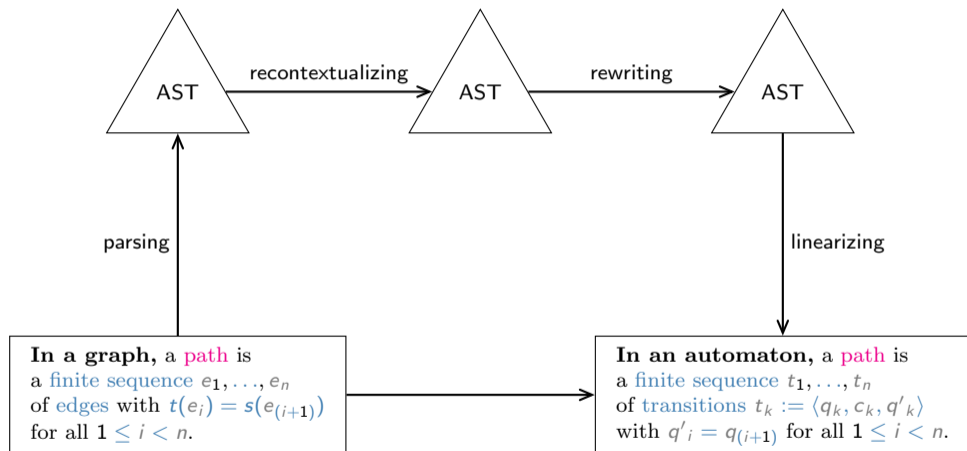 AST
recontextualizing
AST
rewriting
AST
parsing
linearizing
In a graph, a path is
a finite sequence e₁, …, eₙ
of edges with t(eᵢ) = s(e₍ᵢ₊₁₎)
for all 1 ≤ i < n.
In an automaton, a path is
a finite sequence t₁, …, tₙ
of transitions tₖ := ⟨qₖ, cₖ, q'ₖ⟩
with q'ᵢ = q₍ᵢ₊₁₎ for all 1 ≤ i < n.